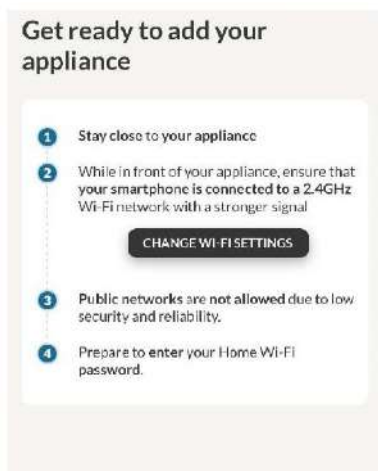 Get ready to add your
appliance
1 Stay close to your appliance
2 While in front of your appliance, ensure that
your smartphone is connected to a 2.4GHz
Wi-Fi network with a stronger signal
CHANGE WI-FI SETTINGS
3 Public networks are not allowed due to low
security and reliability.
4 Prepare to enter your Home Wi-Fi
password.